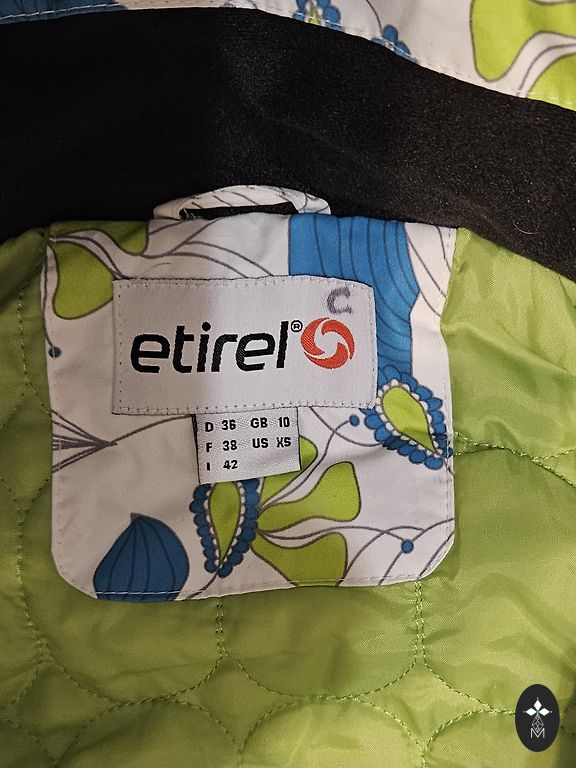 C
etirel®
D 36 GB 10
F 38 US XS
I 42
M